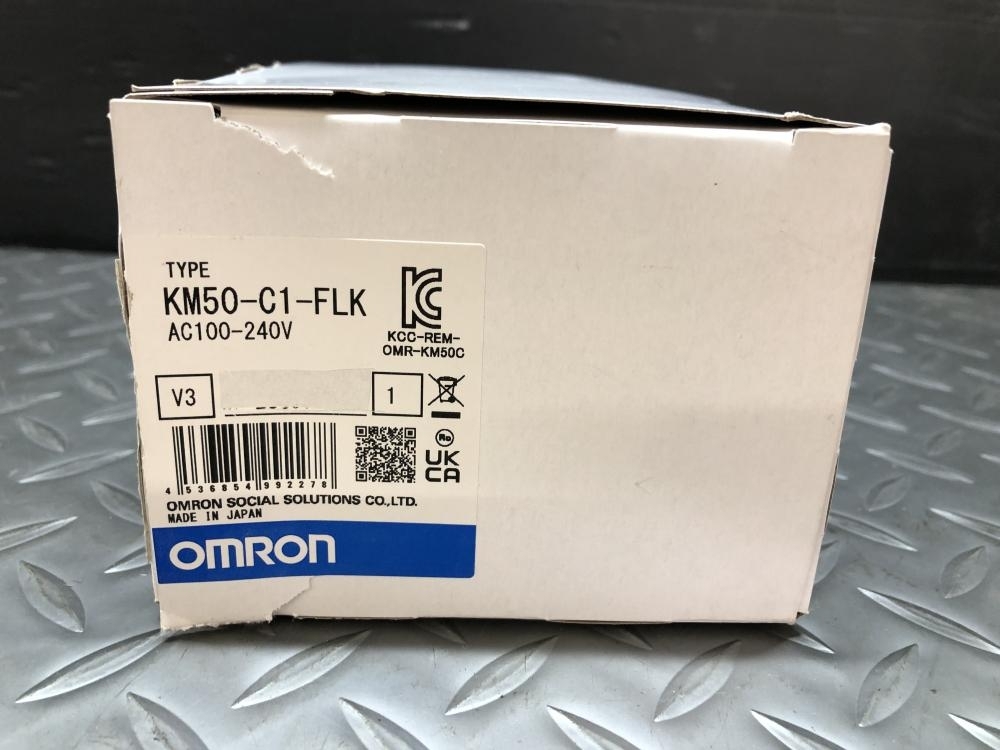 TYPE
KM50-C1-FLK
AC100-240V
KCC-REM-
OMR-KM50C
V3
1
UK
CA
4 536854 992278
OMRON SOCIAL SOLUTIONS CO.,LTD.
MADE IN JAPAN
OMRON